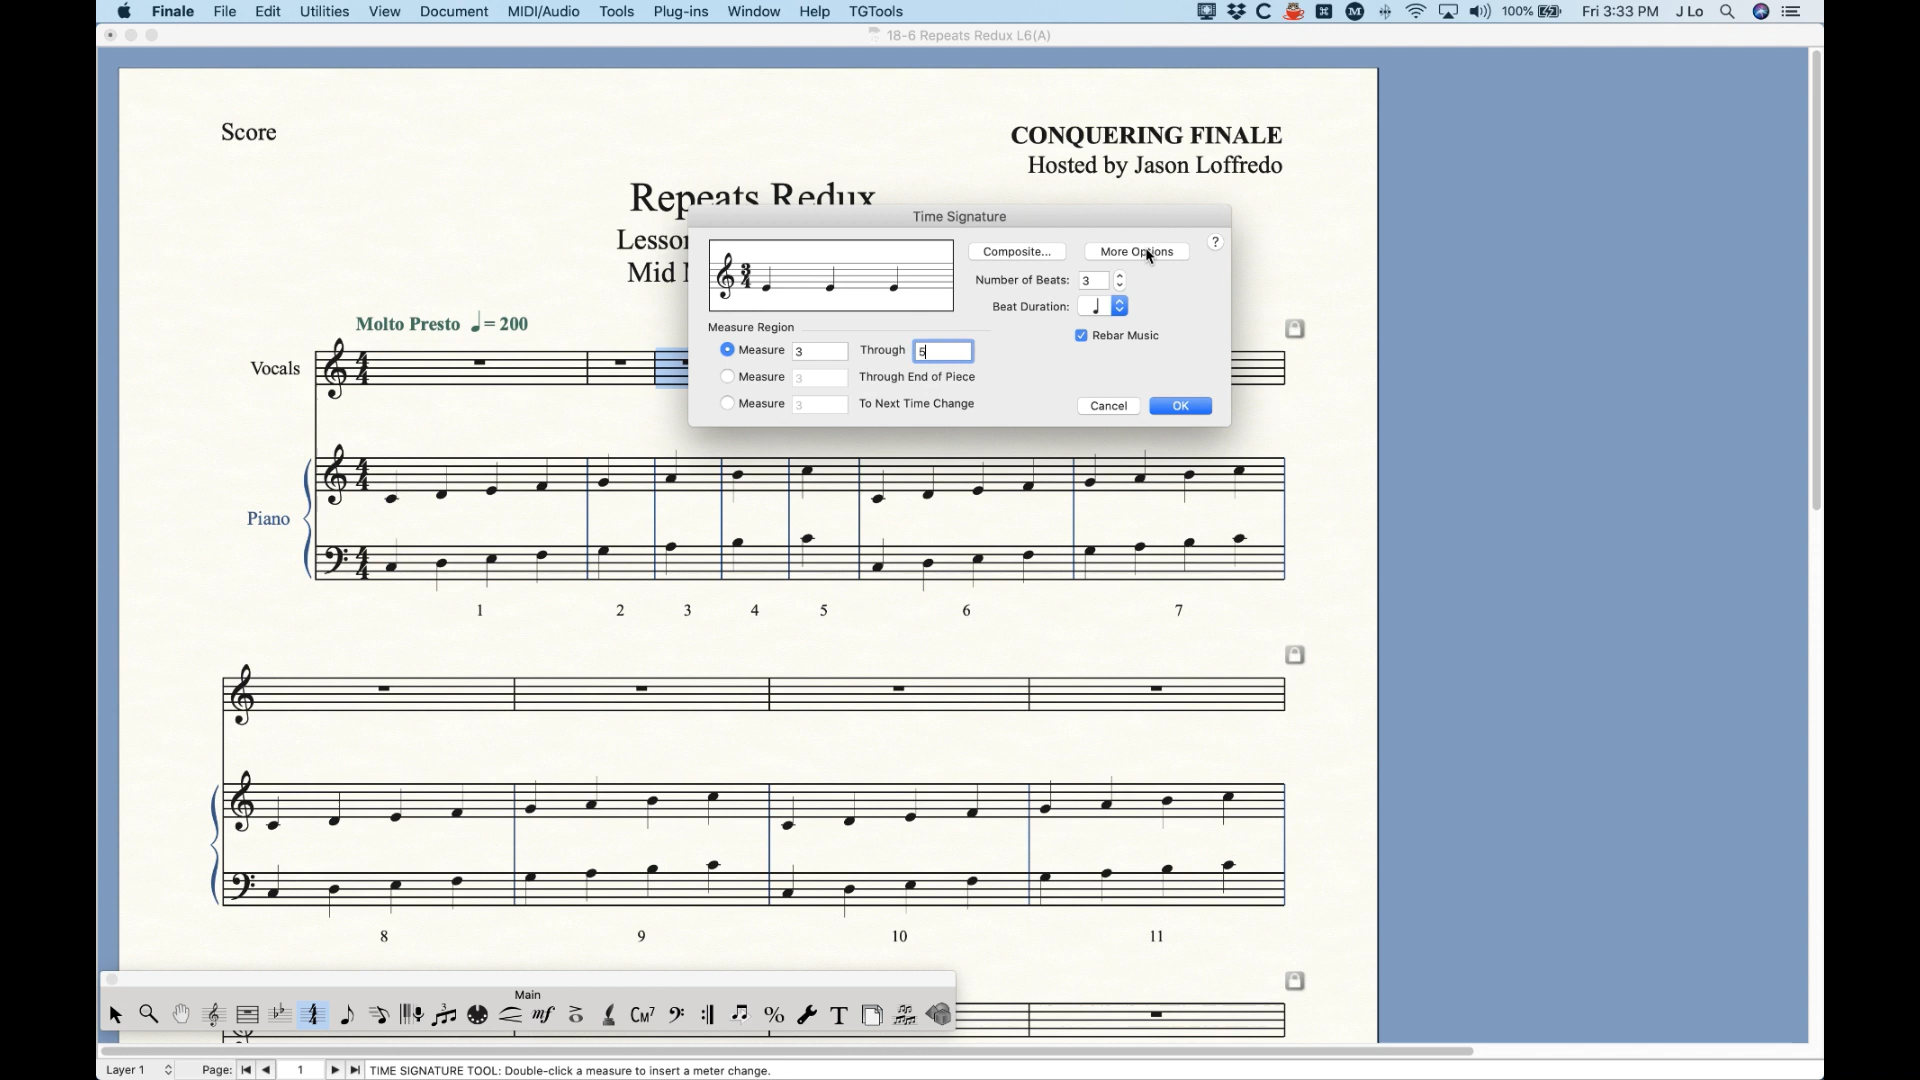 Finale File Edit Utilities View Document MIDI/Audio Tools Plug-ins Window Help TGTools 100% Fri 3:33 PM J Lo
18-6 Repeats Redux L6(A)
Score
CONQUERING FINALE
Hosted by Jason Loffredo
Repeats Redux
Time Signature
Composite... More Options ?
Number of Beats: 3
Beat Duration:
Rebar Music
Measure Region
Measure 3 Through 5
Measure 3 Through End of Piece
Measure 3 To Next Time Change
Cancel OK
Molto Presto = 200
Vocals
Piano
1 2 3 4 5 6 7
8 9 10 11
Main
Layer 1 Page: 1 TIME SIGNATURE TOOL: Double-click a measure to insert a meter change.